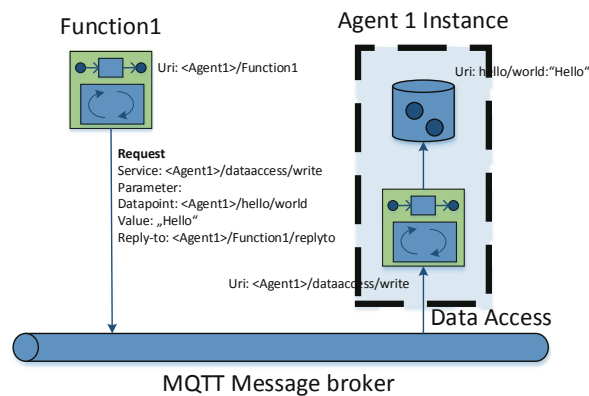 Function1
Agent 1 Instance
Uri: <Agent1>/Function1
Uri: hello/world:“Hello“
Request
Service: <Agent1>/dataaccess/write
Parameter:
Datapoint: <Agent1>/hello/world
Value: „Hello“
Reply-to: <Agent1>/Function1/replyto
Uri: <Agent1>/dataaccess/write
Data Access
MQTT Message broker